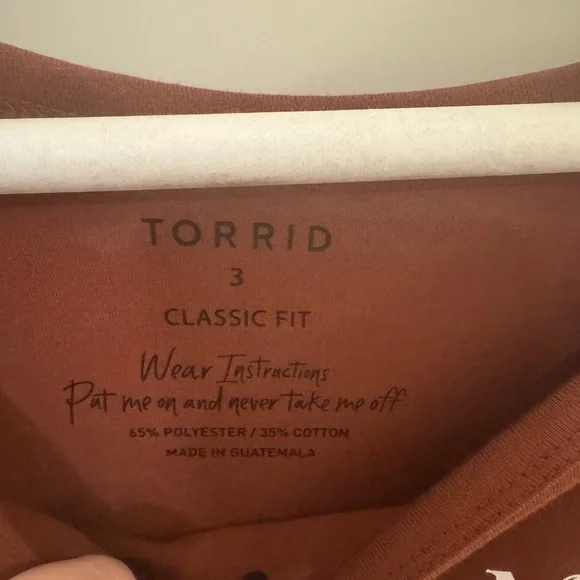 TORRID
3
CLASSIC FIT
Wear Instructions:
Put me on and never take me off
65% POLYESTER / 35% COTTON
MADE IN GUATEMALA